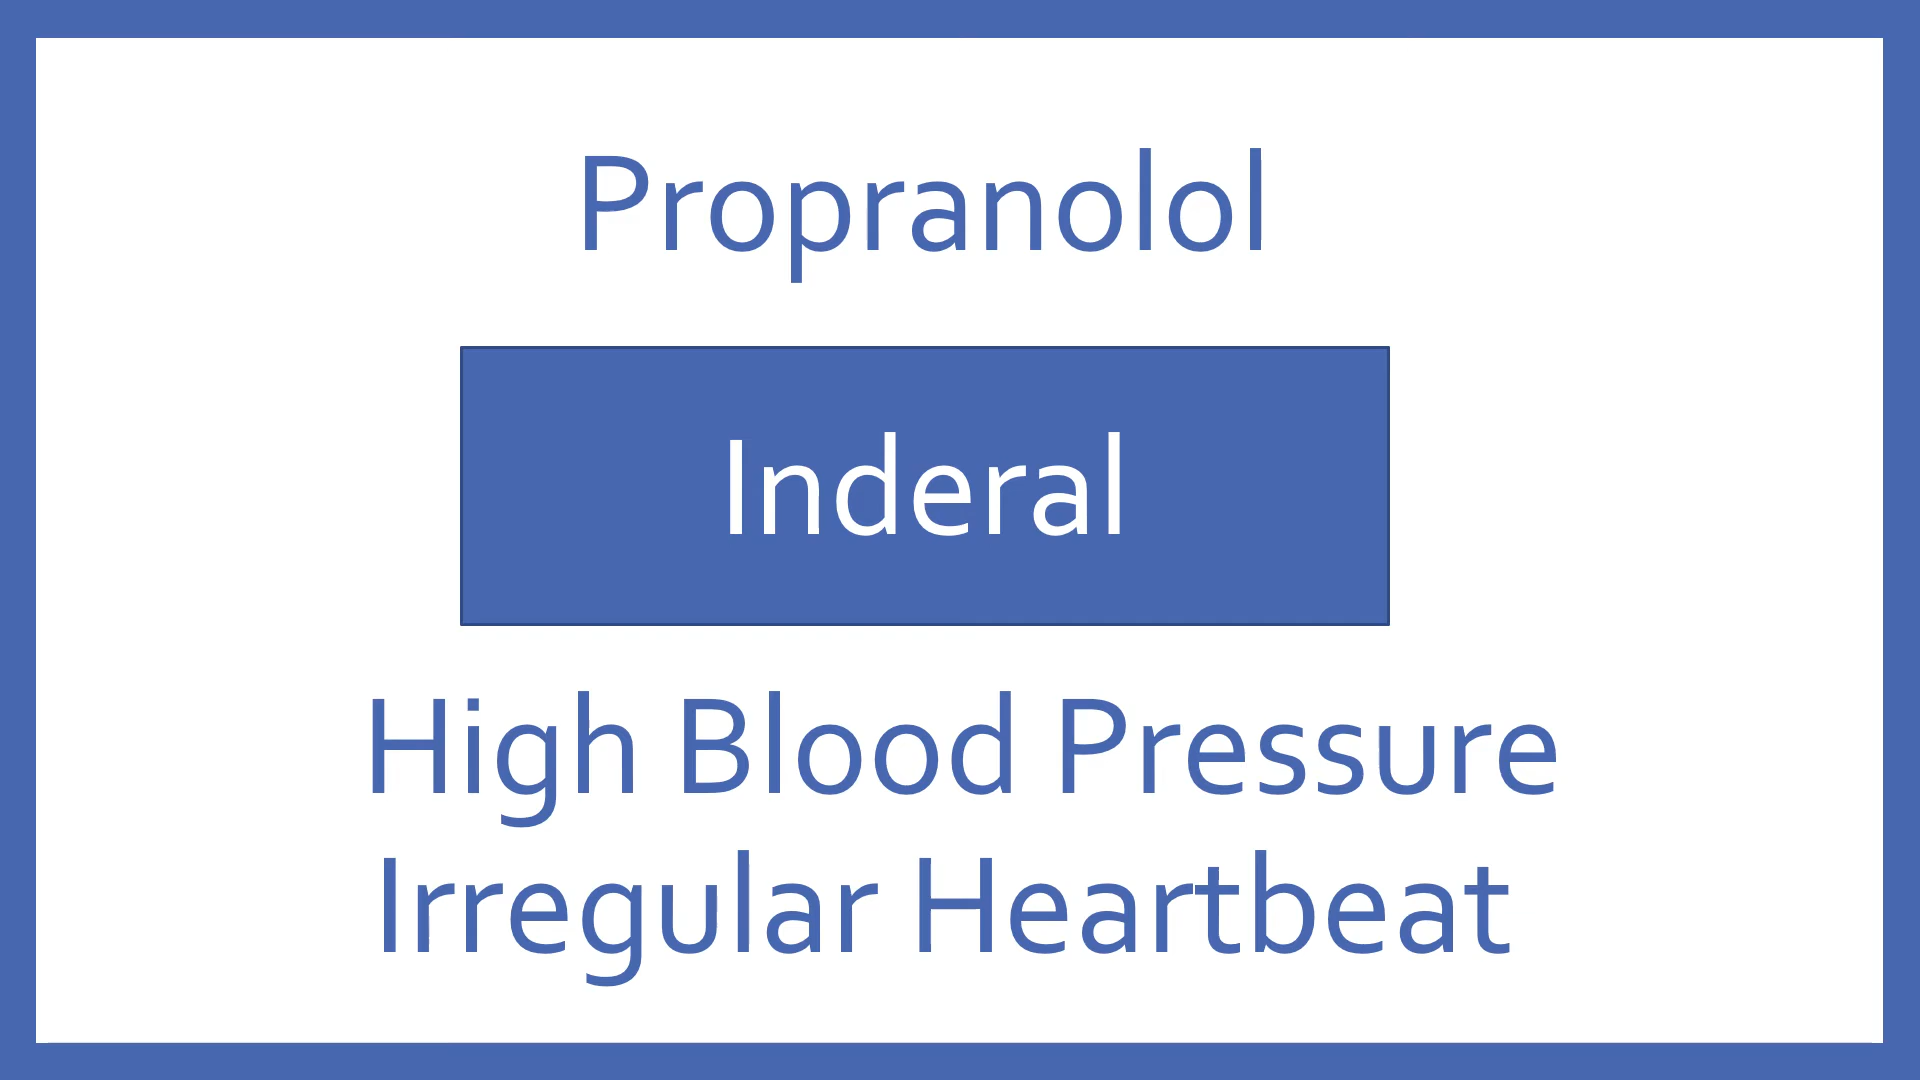 Propranolol
Inderal
High Blood Pressure
Irregular Heartbeat